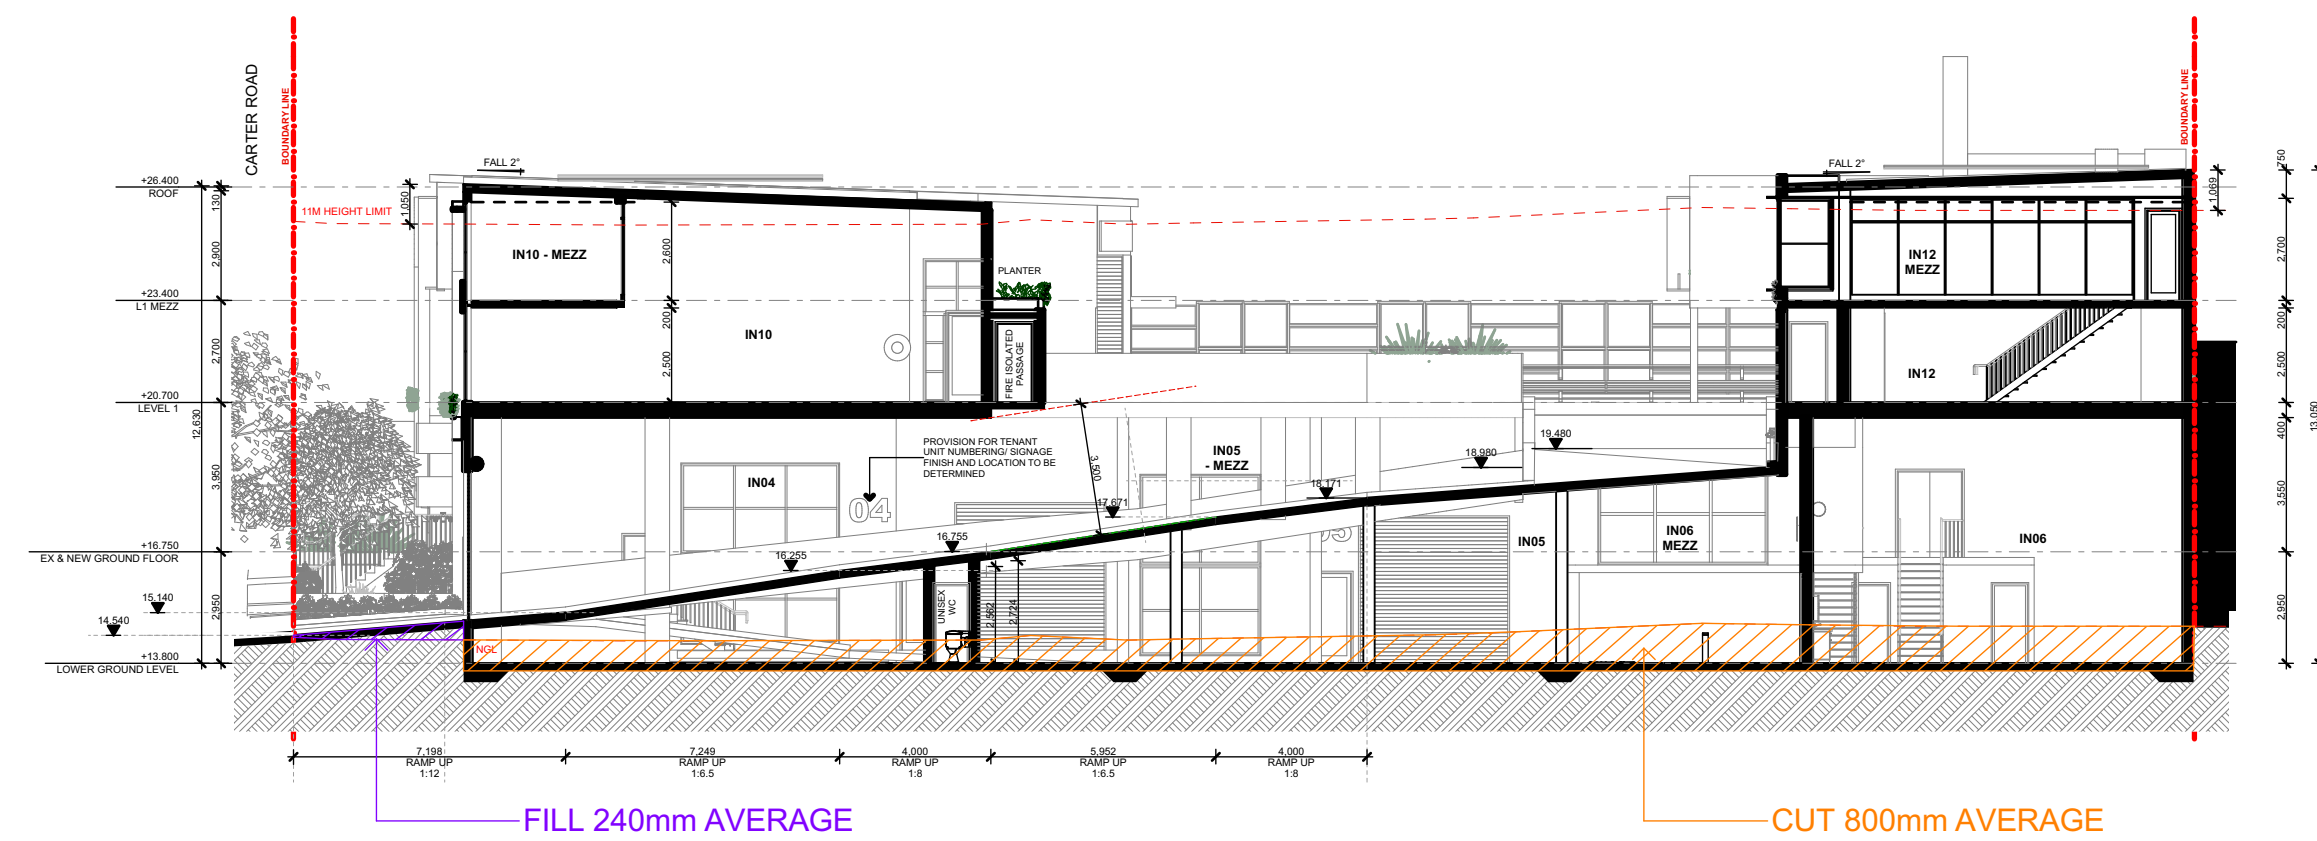 CARTER ROAD
BOUNDARY LINE
BOUNDARY LINE
FALL 2°
FALL 2°
+26.400
ROOF
130
1,050
11M HEIGHT LIMIT
750
1,069
2,900
IN10 - MEZZ
2,600
PLANTER
IN12
MEZZ
2,700
+23.400
L1 MEZZ
200
200
IN10
2,700
2,500
FIRE ISOLATED
PASSAGE
IN12
2,500
+20.700
LEVEL 1
12,630
13,050
400
PROVISION FOR TENANT
UNIT NUMBERING/ SIGNAGE
FINISH AND LOCATION TO BE
DETERMINED
19.480
18.980
IN05
- MEZZ
3,500
3,950
IN04
04
18.171
17.671
3,550
05
IN05
IN06
MEZZ
IN06
16.755
16.255
+16.750
EX & NEW GROUND FLOOR
15.140
14.540
2,950
UNISEX
WC
2,562
2,724
2,950
NGL
+13.800
LOWER GROUND LEVEL
7,198
RAMP UP
1:12
7,249
RAMP UP
1:6.5
4,000
RAMP UP
1:8
5,952
RAMP UP
1:6.5
4,000
RAMP UP
1:8
FILL 240mm AVERAGE
CUT 800mm AVERAGE